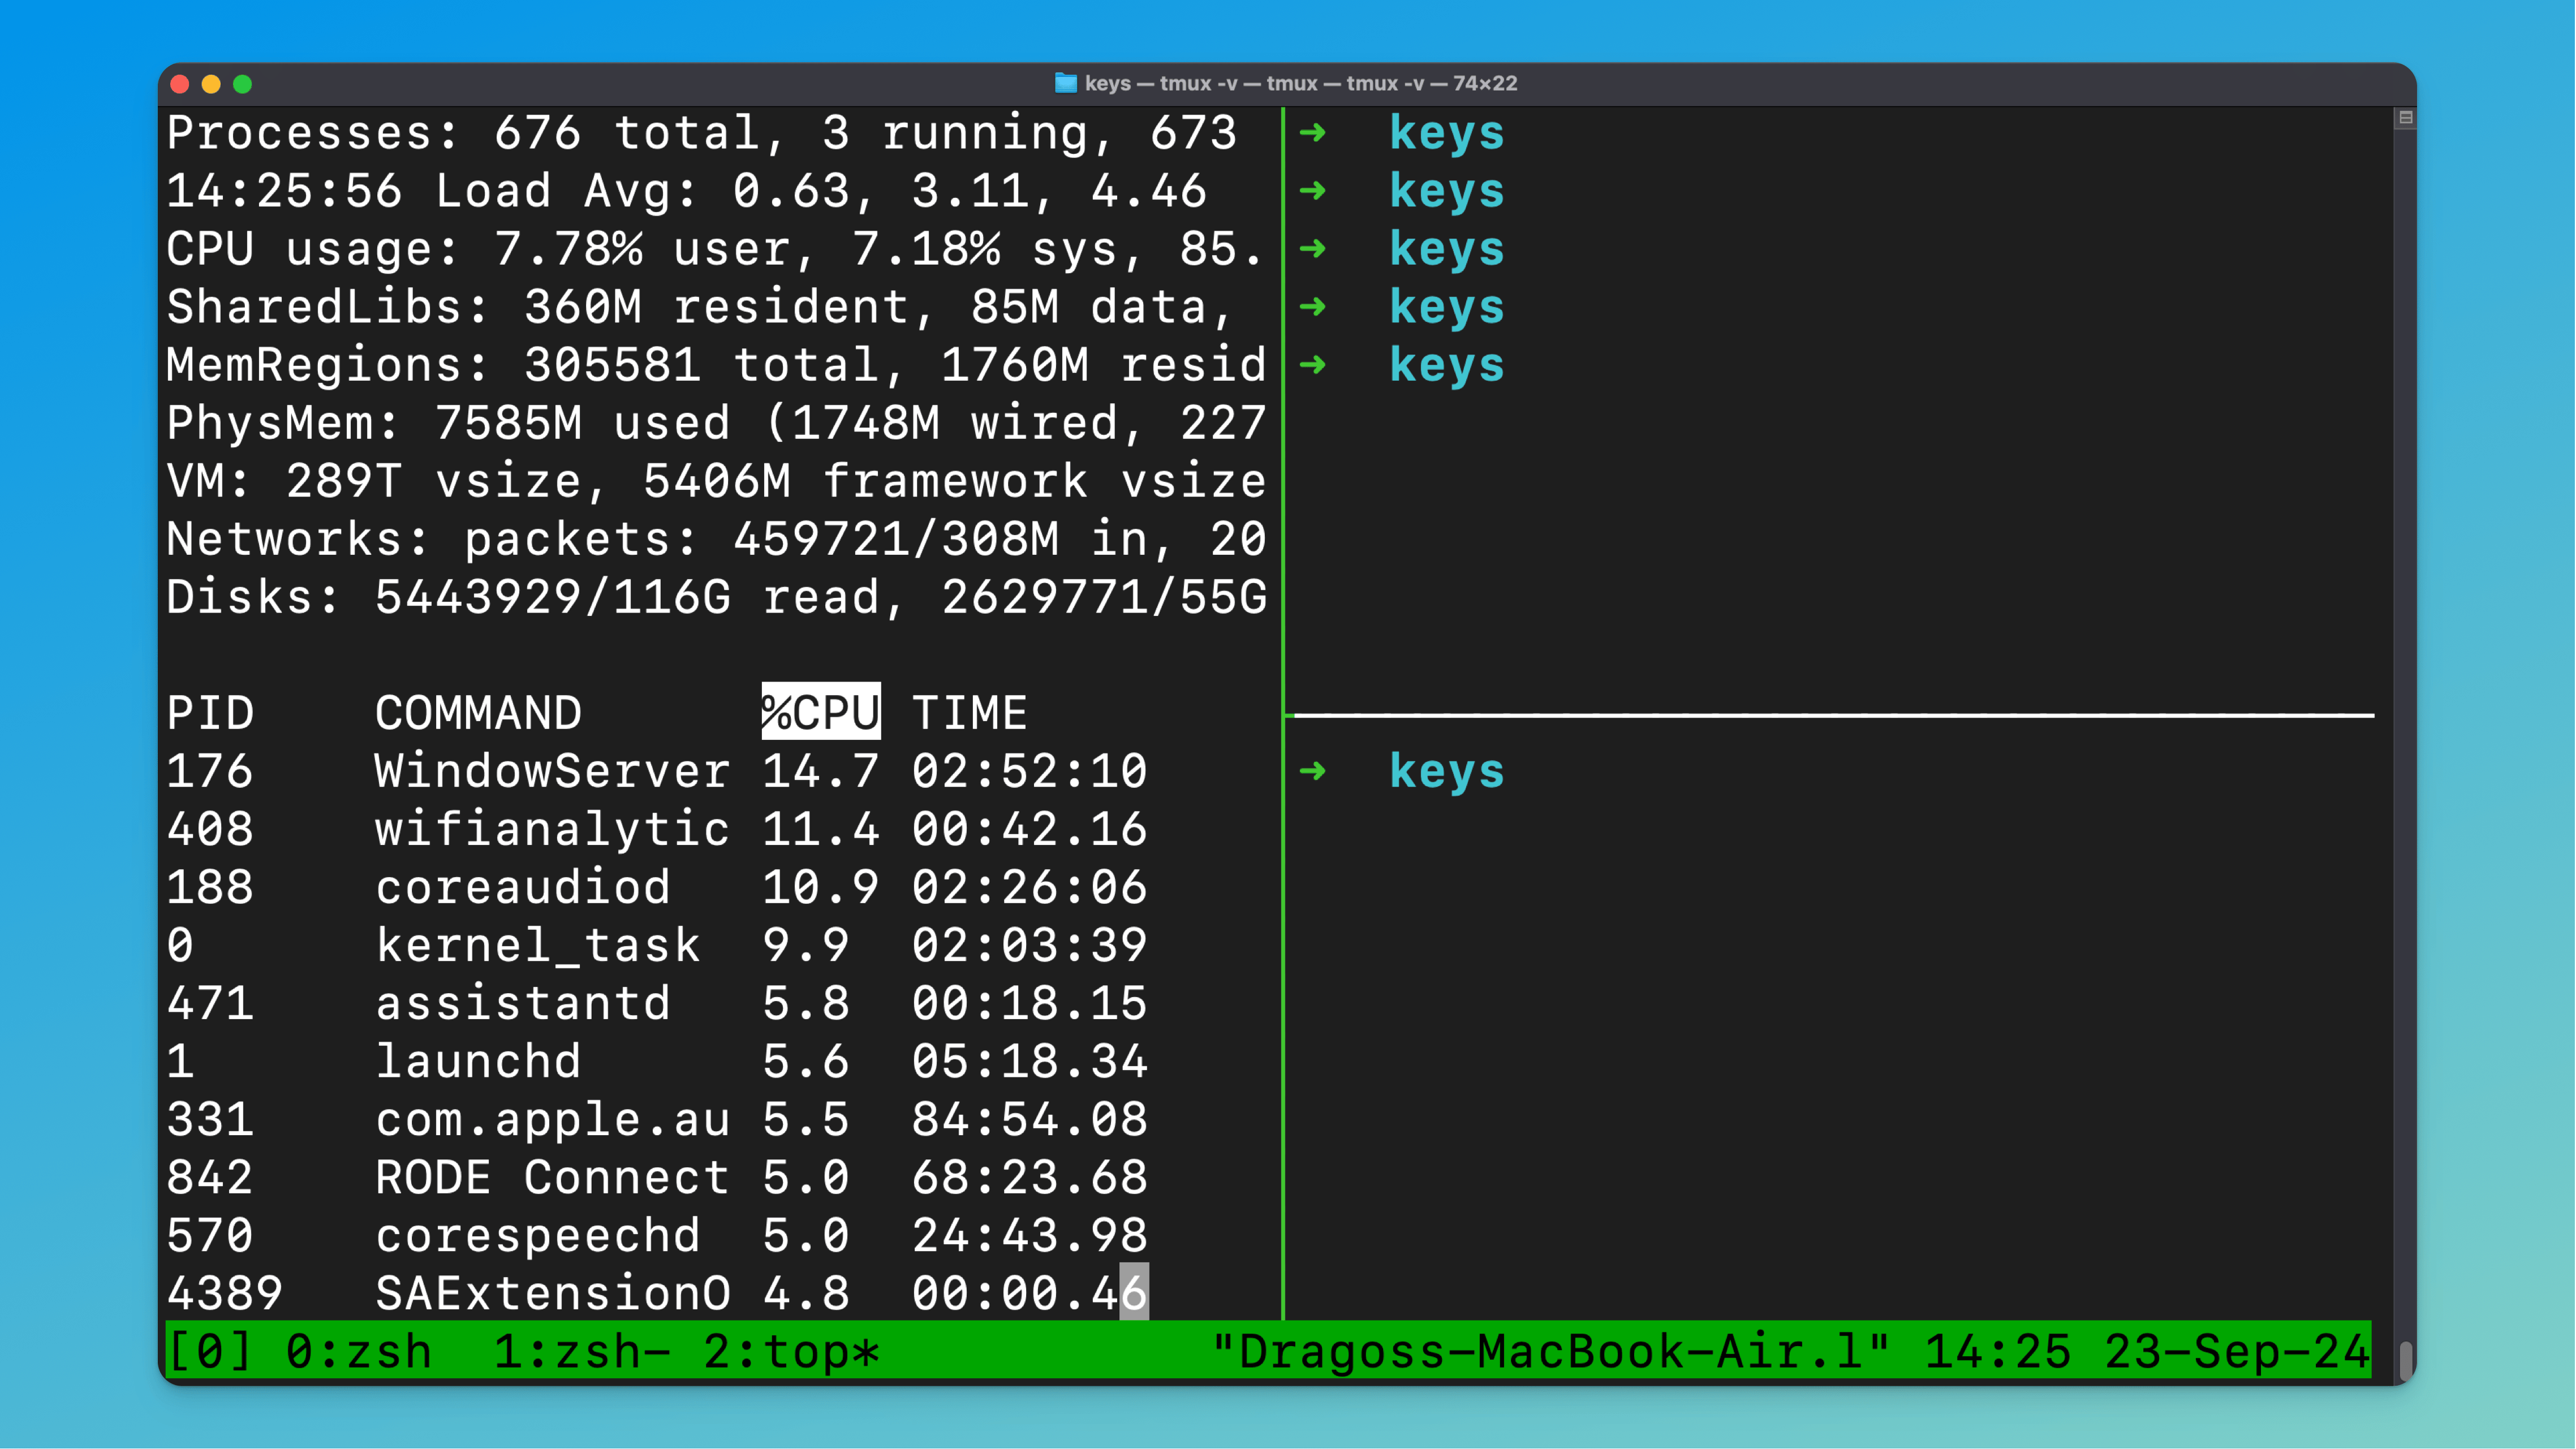 keys — tmux -v — tmux — tmux -v — 74×22
Processes: 676 total, 3 running, 673
14:25:56 Load Avg: 0.63, 3.11, 4.46
CPU usage: 7.78% user, 7.18% sys, 85.
SharedLibs: 360M resident, 85M data,
MemRegions: 305581 total, 1760M resid
PhysMem: 7585M used (1748M wired, 227
VM: 289T vsize, 5406M framework vsize
Networks: packets: 459721/308M in, 20
Disks: 5443929/116G read, 2629771/55G
PID COMMAND %CPU TIME
176 WindowServer 14.7 02:52:10
408 wifianalytic 11.4 00:42.16
188 coreaudiod 10.9 02:26:06
0 kernel_task 9.9 02:03:39
471 assistantd 5.8 00:18.15
1 launchd 5.6 05:18.34
331 com.apple.au 5.5 84:54.08
842 RODE Connect 5.0 68:23.68
570 corespeechd 5.0 24:43.98
4389 SAExtensionO 4.8 00:00.46
➜ keys
➜ keys
➜ keys
➜ keys
➜ keys
➜ keys
[0] 0:zsh 1:zsh- 2:top* "Dragoss-MacBook-Air.l" 14:25 23-Sep-24